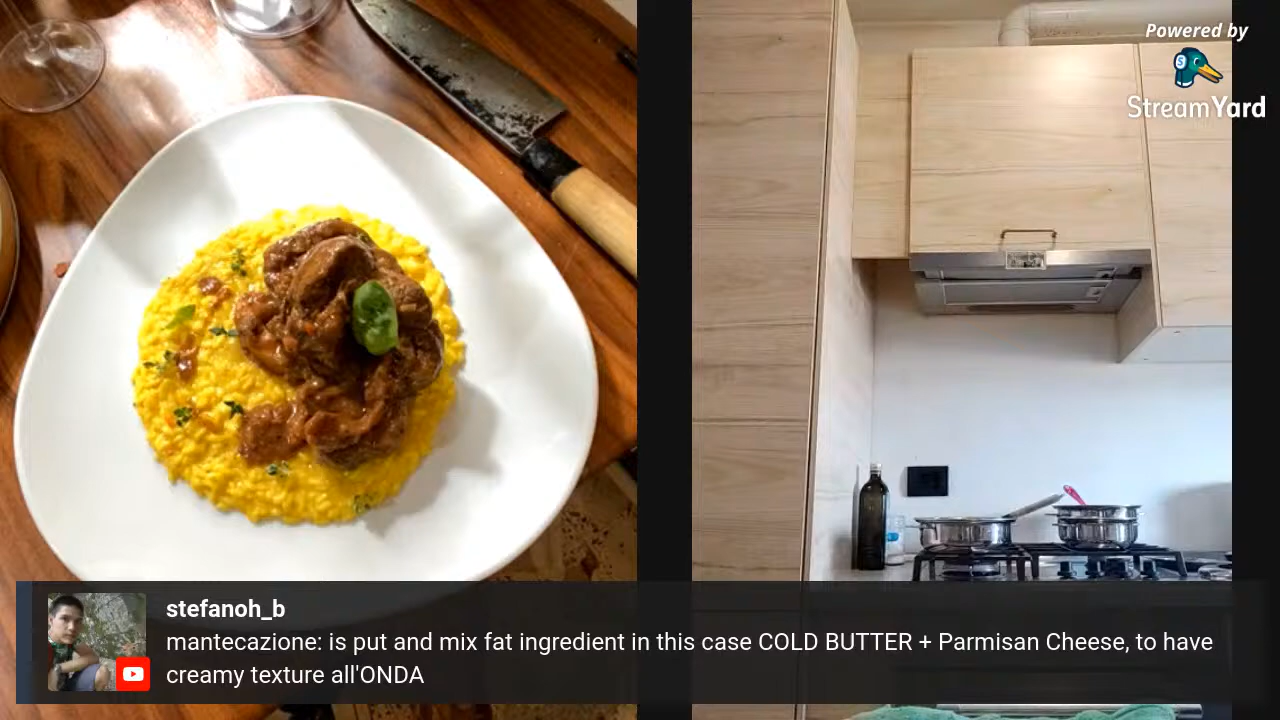 Powered by
StreamYard
stefanoh_b
mantecazione: is put and mix fat ingredient in this case COLD BUTTER + Parmisan Cheese, to have
creamy texture all'ONDA